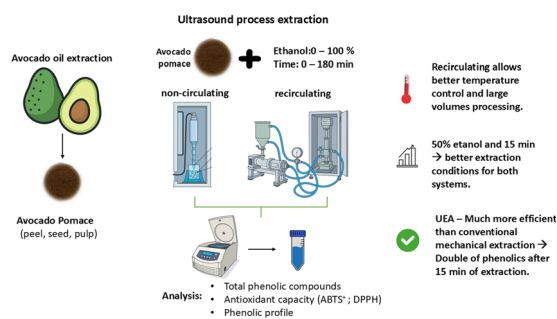 Ultrasound process extraction
Avocado oil extraction
Avocado Pomace
(peel, seed, pulp)
Avocado
pomace
Ethanol:0 – 100 %
Time: 0 – 180 min
non-circulating
recirculating
Analysis:
• Total phenolic compounds
• Antioxidant capacity (ABTS⁺ ; DPPH)
• Phenolic profile
Recirculating allows
better temperature
control and large
volumes processing.
50% etanol and 15 min
→ better extraction
conditions for both
systems.
UEA – Much more efficient
than conventional
mechanical extraction →
Double of phenolics after
15 min of extraction.